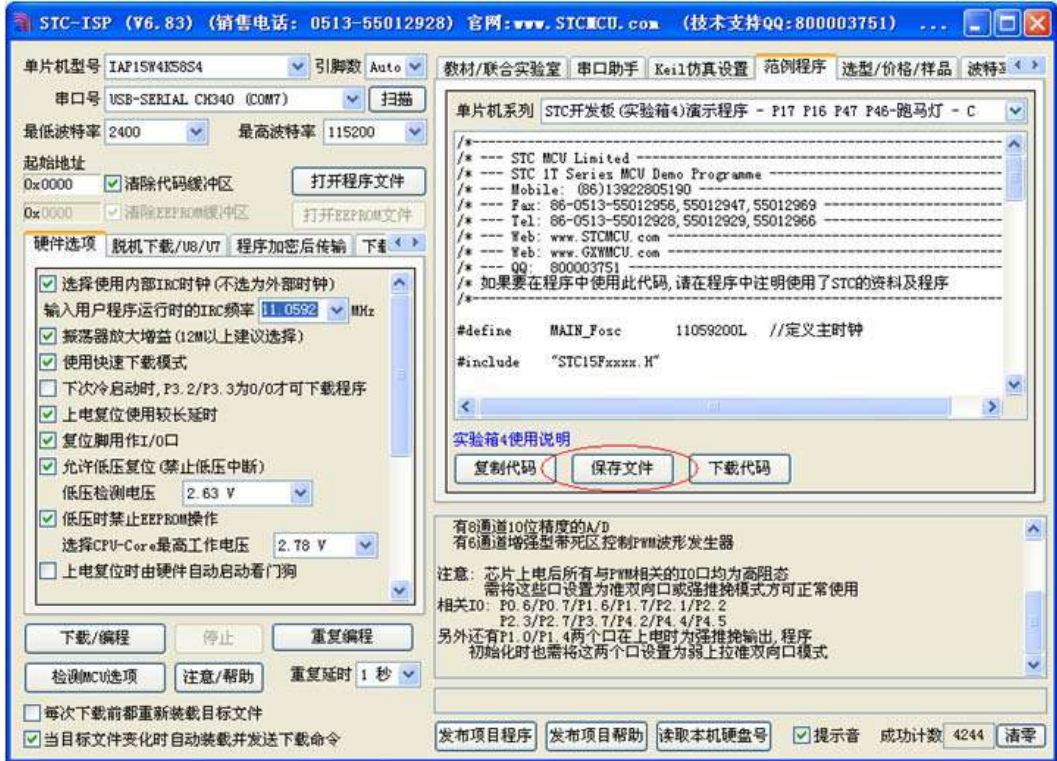 STC-ISP (V6.83) (销售电话: 0513-55012928) 官网:www.STCMCU.com (技术支持QQ:800003751) ...
单片机型号 IAP15W4K58S4 引脚数 Auto
串口号 USB-SERIAL CH340 (COM7) 扫描
最低波特率 2400 最高波特率 115200
起始地址
0x0000 清除代码缓冲区 打开程序文件
0x0000 清除EEPROM缓冲区 打开EEPROM文件
硬件选项 脱机下载/U8/U7 程序加密后传输 下载
选择使用内部IRC时钟(不选为外部时钟)
输入用户程序运行时的IRC频率 11.0592 MHz
振荡器放大增益(12M以上建议选择)
使用快速下载模式
下次冷启动时,P3.2/P3.3为0/0才可下载程序
上电复位使用较长延时
复位脚用作I/O口
允许低压复位(禁止低压中断)
低压检测电压 2.63 V
低压时禁止EEPROM操作
选择CPU-Core最高工作电压 2.78 V
上电复位时由硬件自动启动看门狗
下载/编程 停止 重复编程
检测MCU选项 注意/帮助 重复延时 1 秒
每次下载前都重新装载目标文件
当目标文件变化时自动装载并发送下载命令
教材/联合实验室 串口助手 Keil仿真设置 范例程序 选型/价格/样品 波特率
单片机系列 STC开发板(实验箱4)演示程序 - P17 P16 P47 P46-跑马灯 - C
/*---------------------------------------------------------------------
/* --- STC MCU Limited ------------------------------------------------
/* --- STC 1T Series MCU Demo Programme -------------------------------
/* --- Mobile: (86)13922805190 ----------------------------------------
/* --- Fax: 86-0513-55012956,55012947,55012969 ------------------------
/* --- Tel: 86-0513-55012928,55012929,55012966 ------------------------
/* --- Web: www.STCMCU.com --------------------------------------------
/* --- Web: www.GXWMCU.com --------------------------------------------
/* --- QQ: 800003751 --------------------------------------------------
/* 如果要在程序中使用此代码,请在程序中注明使用了STC的资料及程序
/*---------------------------------------------------------------------
#define MAIN_Fosc 11059200L //定义主时钟
#include "STC15Fxxxx.H"
实验箱4使用说明
复制代码 保存文件 下载代码
有8通道10位精度的A/D
有6通道增强型带死区控制PWM波形发生器
注意: 芯片上电后所有与PWM相关的IO口均为高阻态
需将这些口设置为准双向口或强推挽模式方可正常使用
相关IO: P0.6/P0.7/P1.6/P1.7/P2.1/P2.2
P2.3/P2.7/P3.7/P4.2/P4.4/P4.5
另外还有P1.0/P1.4两个口在上电时为强推挽输出,程序
初始化时也需将这两个口设置为弱上拉准双向口模式
发布项目程序 发布项目帮助 读取本机硬盘号 提示音 成功计数 4244 清零